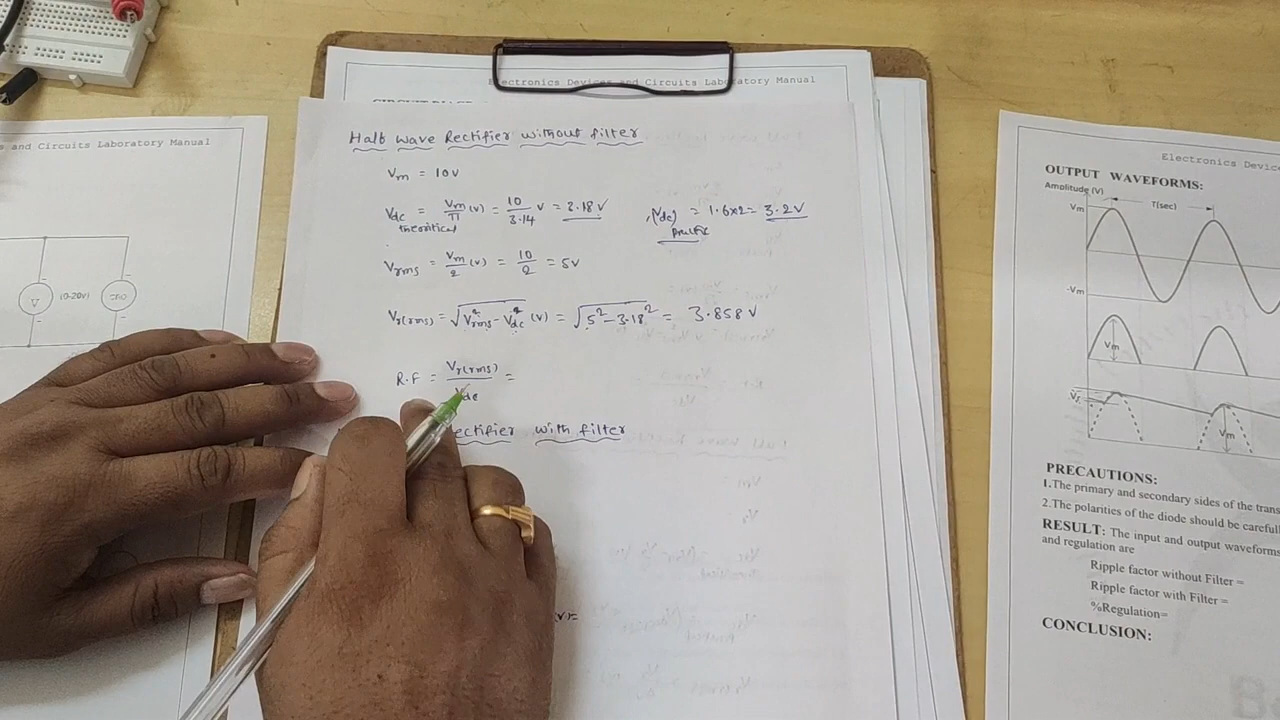 s and Circuits Laboratory Manual
(0-20V)
V
CRO
Electronics Devices and Circuits Laboratory Manual
Half Wave Rectifier without filter
Vm = 10V
Vdc = Vm/π (V) = 10/3.14 V = 3.18 V
theoritical
(Vdc) = 1.6x2 = 3.2V
Vrms = Vm/2 (V) = 10/2 = 5V
Vr(rms) = √V²rms - V²dc (V) = √5² - 3.18² = 3.858 V
R.F = Vr(rms)/Vdc =
ectifier with filter
Electronics Device
OUTPUT WAVEFORMS:
Amplitude (V)
Vm
T(sec)
-Vm
Vm
Vm
PRECAUTIONS:
1.The primary and secondary sides of the trans
2.The polarities of the diode should be carefull
RESULT: The input and output waveforms
and regulation are
Ripple factor without Filter =
Ripple factor with Filter =
%Regulation=
CONCLUSION: